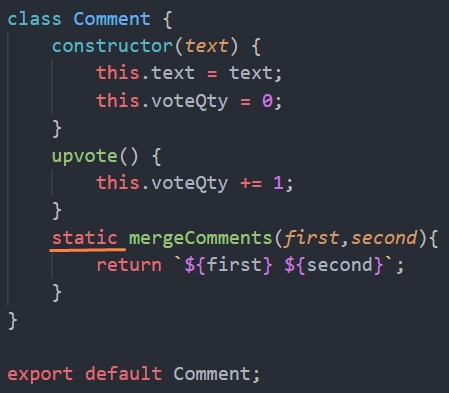 class Comment {
    constructor(text) {
        this.text = text;
        this.voteQty = 0;
    }
    upvote() {
        this.voteQty += 1;
    }
    static mergeComments(first,second){
        return `${first} ${second}`;
    }
}

export default Comment;